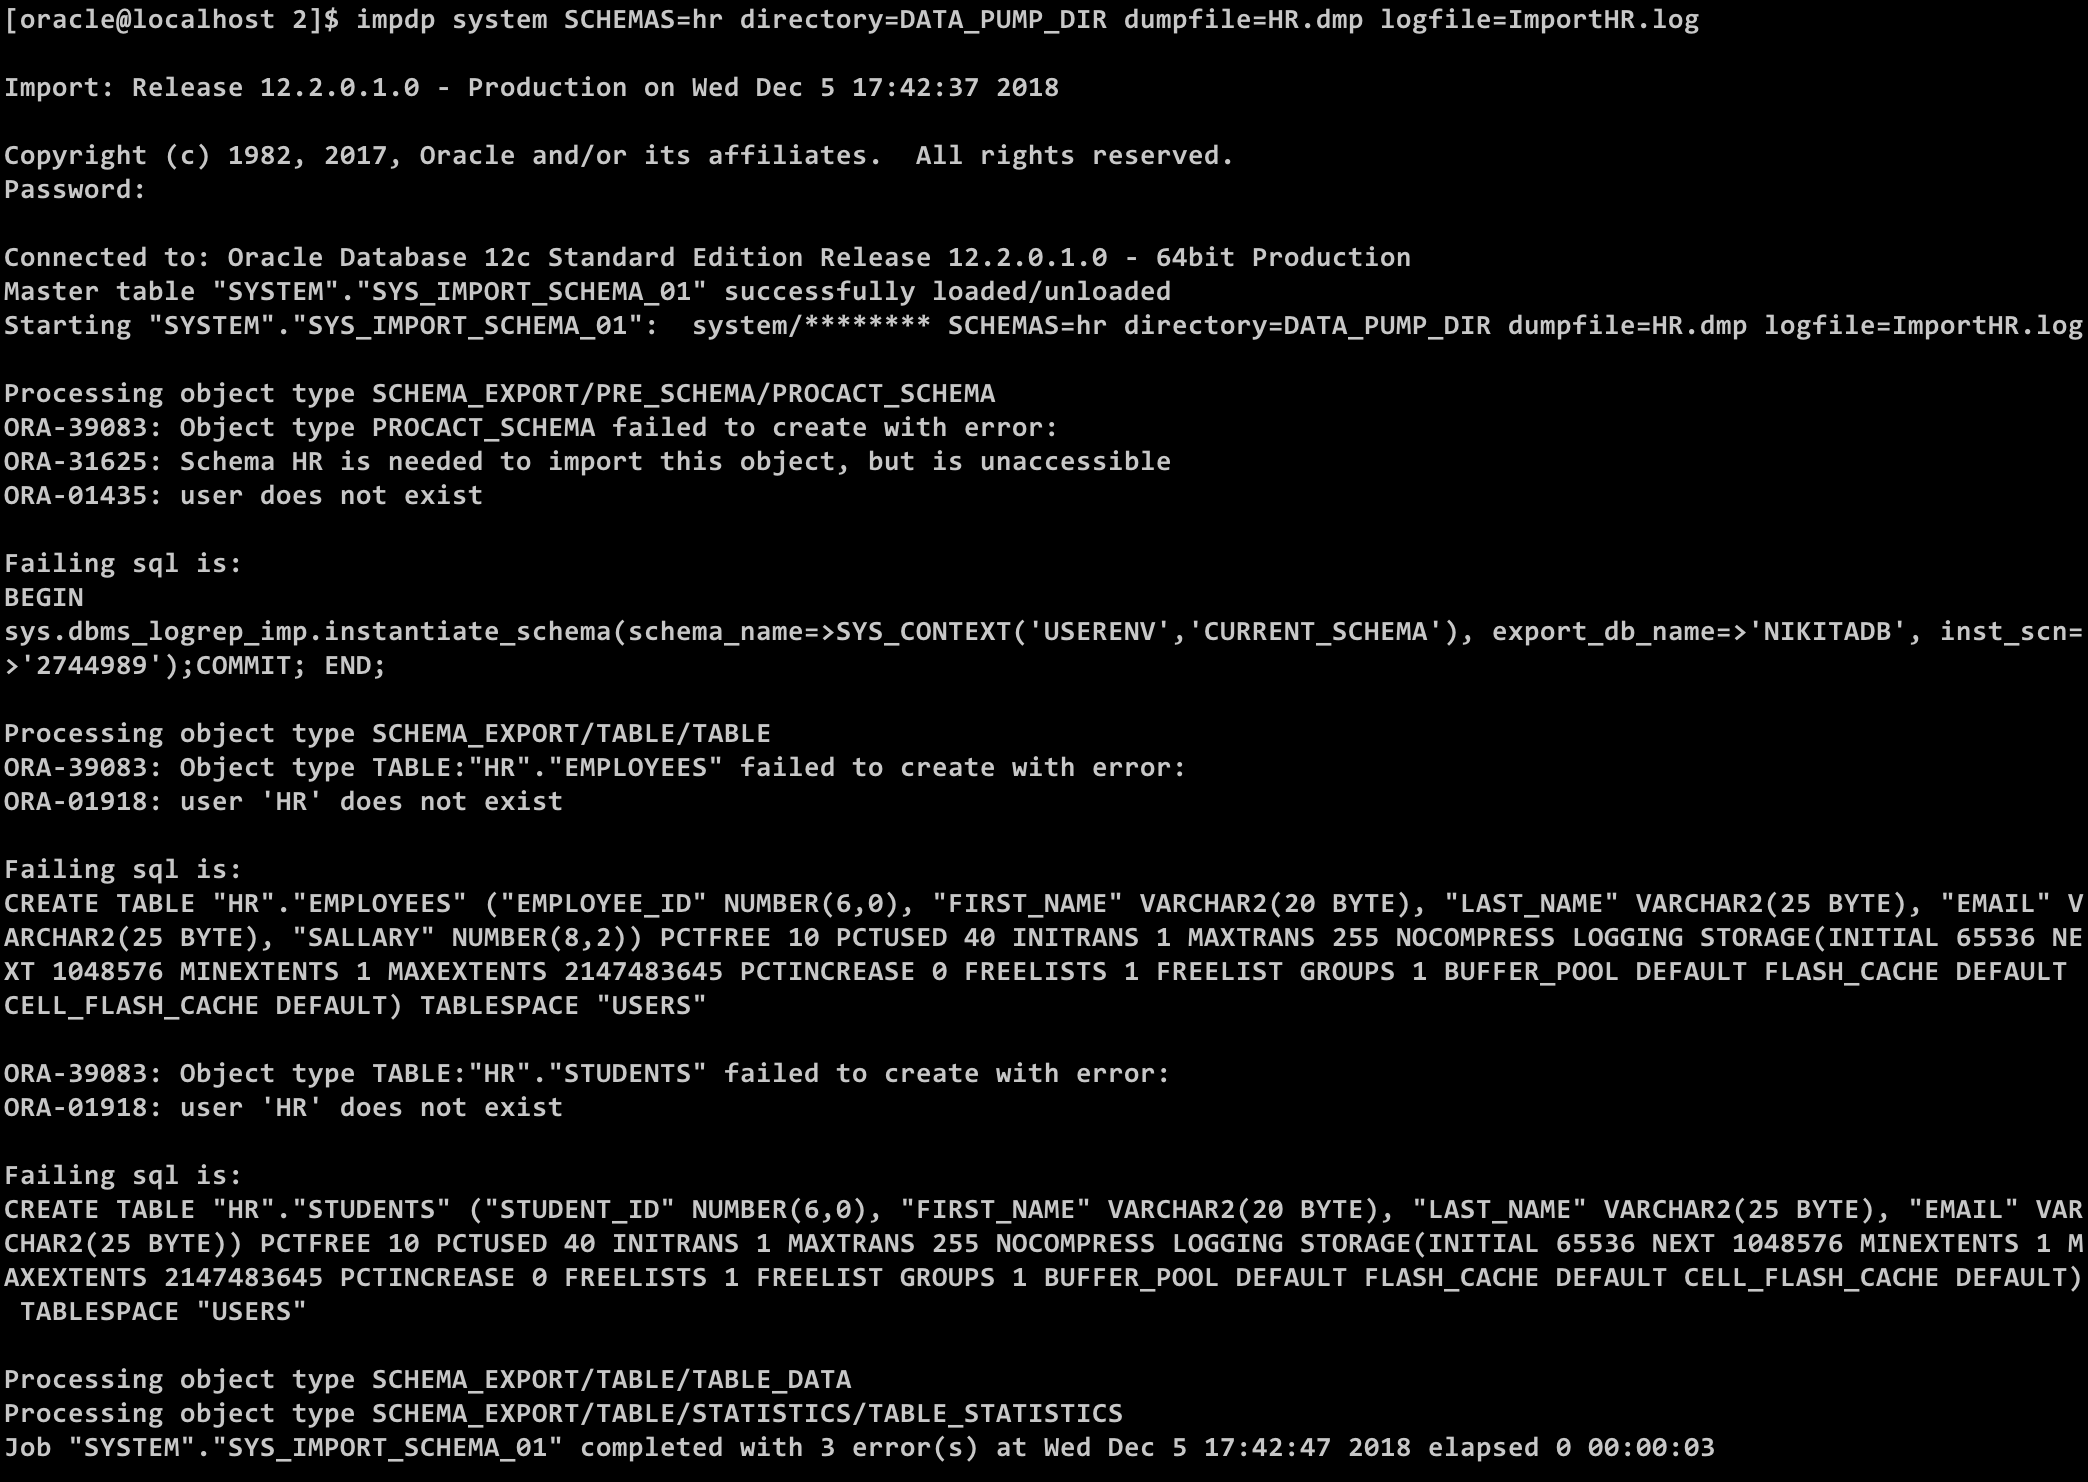 [oracle@localhost 2]$ impdp system SCHEMAS=hr directory=DATA_PUMP_DIR dumpfile=HR.dmp logfile=ImportHR.log
Import: Release 12.2.0.1.0 - Production on Wed Dec 5 17:42:37 2018
Copyright (c) 1982, 2017, Oracle and/or its affiliates.  All rights reserved.
Password:
Connected to: Oracle Database 12c Standard Edition Release 12.2.0.1.0 - 64bit Production
Master table "SYSTEM"."SYS_IMPORT_SCHEMA_01" successfully loaded/unloaded
Starting "SYSTEM"."SYS_IMPORT_SCHEMA_01":  system/******** SCHEMAS=hr directory=DATA_PUMP_DIR dumpfile=HR.dmp logfile=ImportHR.log
Processing object type SCHEMA_EXPORT/PRE_SCHEMA/PROCACT_SCHEMA
ORA-39083: Object type PROCACT_SCHEMA failed to create with error:
ORA-31625: Schema HR is needed to import this object, but is unaccessible
ORA-01435: user does not exist
Failing sql is:
BEGIN
sys.dbms_logrep_imp.instantiate_schema(schema_name=>SYS_CONTEXT('USERENV','CURRENT_SCHEMA'), export_db_name=>'NIKITADB', inst_scn=
>'2744989');COMMIT; END;
Processing object type SCHEMA_EXPORT/TABLE/TABLE
ORA-39083: Object type TABLE:"HR"."EMPLOYEES" failed to create with error:
ORA-01918: user 'HR' does not exist
Failing sql is:
CREATE TABLE "HR"."EMPLOYEES" ("EMPLOYEE_ID" NUMBER(6,0), "FIRST_NAME" VARCHAR2(20 BYTE), "LAST_NAME" VARCHAR2(25 BYTE), "EMAIL" V
ARCHAR2(25 BYTE), "SALLARY" NUMBER(8,2)) PCTFREE 10 PCTUSED 40 INITRANS 1 MAXTRANS 255 NOCOMPRESS LOGGING STORAGE(INITIAL 65536 NE
XT 1048576 MINEXTENTS 1 MAXEXTENTS 2147483645 PCTINCREASE 0 FREELISTS 1 FREELIST GROUPS 1 BUFFER_POOL DEFAULT FLASH_CACHE DEFAULT
CELL_FLASH_CACHE DEFAULT) TABLESPACE "USERS"
ORA-39083: Object type TABLE:"HR"."STUDENTS" failed to create with error:
ORA-01918: user 'HR' does not exist
Failing sql is:
CREATE TABLE "HR"."STUDENTS" ("STUDENT_ID" NUMBER(6,0), "FIRST_NAME" VARCHAR2(20 BYTE), "LAST_NAME" VARCHAR2(25 BYTE), "EMAIL" VAR
CHAR2(25 BYTE)) PCTFREE 10 PCTUSED 40 INITRANS 1 MAXTRANS 255 NOCOMPRESS LOGGING STORAGE(INITIAL 65536 NEXT 1048576 MINEXTENTS 1 M
AXEXTENTS 2147483645 PCTINCREASE 0 FREELISTS 1 FREELIST GROUPS 1 BUFFER_POOL DEFAULT FLASH_CACHE DEFAULT CELL_FLASH_CACHE DEFAULT)
 TABLESPACE "USERS"
Processing object type SCHEMA_EXPORT/TABLE/TABLE_DATA
Processing object type SCHEMA_EXPORT/TABLE/STATISTICS/TABLE_STATISTICS
Job "SYSTEM"."SYS_IMPORT_SCHEMA_01" completed with 3 error(s) at Wed Dec 5 17:42:47 2018 elapsed 0 00:00:03